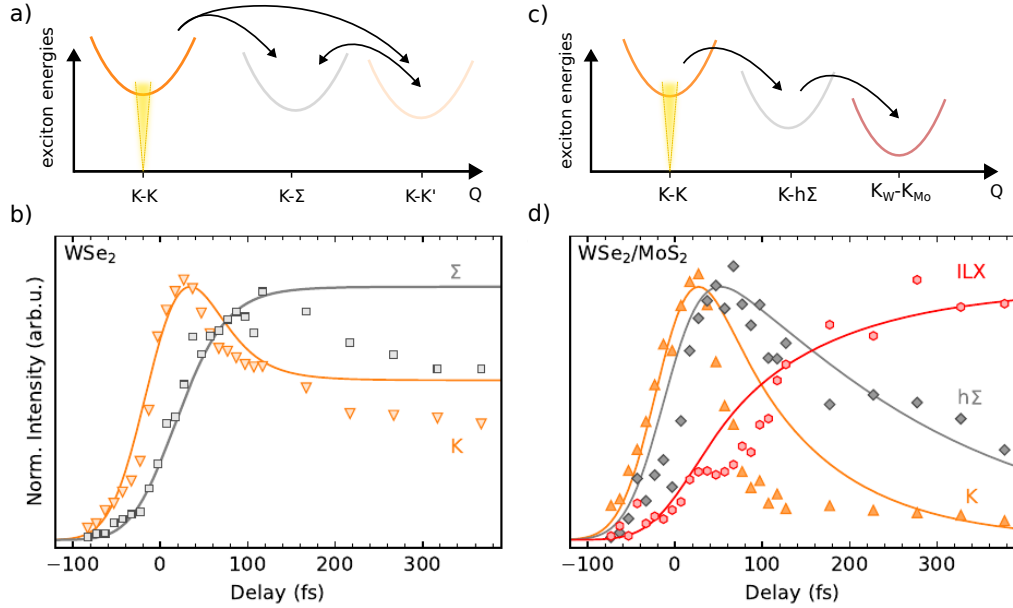 a)
exciton energies
K-K
K-Σ
K-K'
Q
c)
exciton energies
K-K
K-hΣ
K_W-K_Mo
Q
b)
WSe₂
Σ
K
Norm. Intensity (arb.u.)
−100 0 100 200 300
Delay (fs)
d)
WSe₂/MoS₂
ILX
hΣ
K
−100 0 100 200 300
Delay (fs)